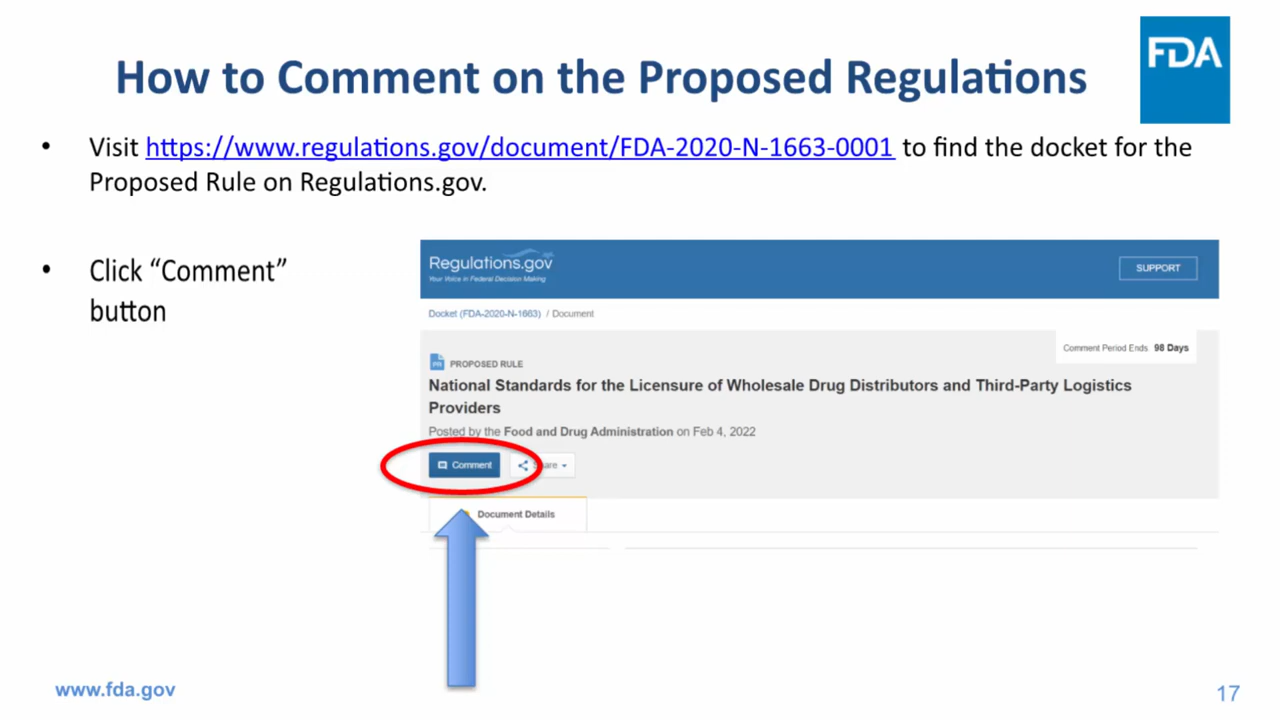 FDA
How to Comment on the Proposed Regulations
• Visit https://www.regulations.gov/document/FDA-2020-N-1663-0001 to find the docket for the
Proposed Rule on Regulations.gov.
• Click “Comment”
button
Regulations.gov
Your Voice in Federal Decision Making
SUPPORT
Docket (FDA-2020-N-1663) / Document
Comment Period Ends 98 Days
PROPOSED RULE
National Standards for the Licensure of Wholesale Drug Distributors and Third-Party Logistics
Providers
Posted by the Food and Drug Administration on Feb 4, 2022
Comment
Share
Document Details
www.fda.gov
17